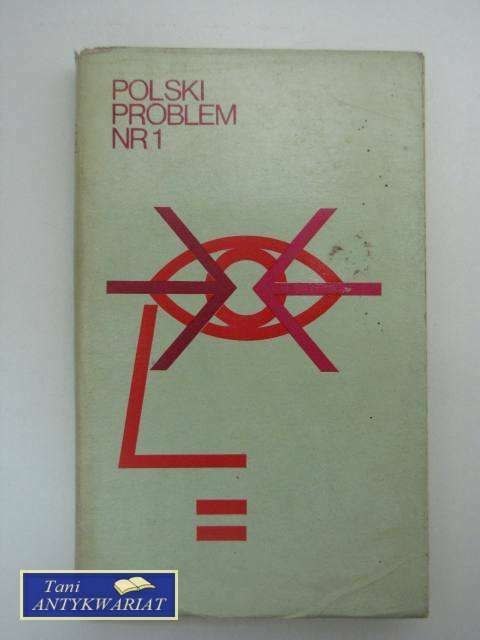 POLSKI
PROBLEM
NR 1
Tani
ANTYKWARIAT